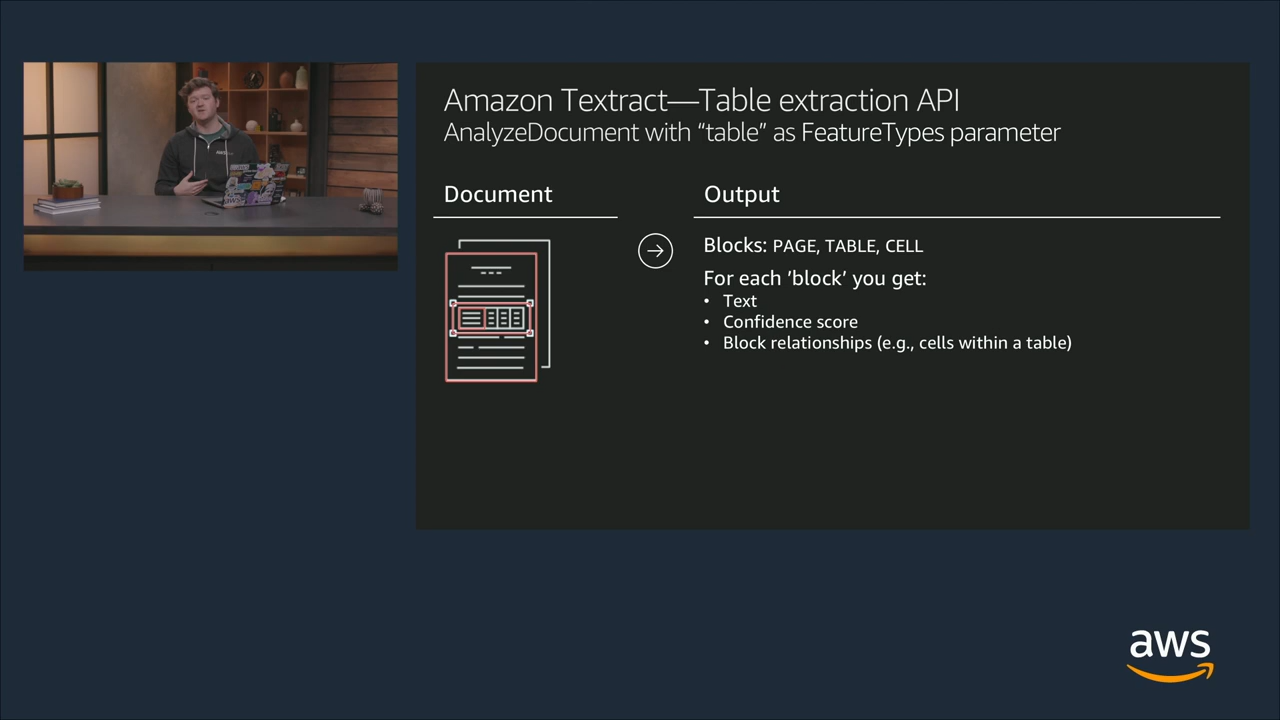 Amazon Textract—Table extraction API
AnalyzeDocument with “table” as FeatureTypes parameter
Document
Output
Blocks: PAGE, TABLE, CELL
For each ’block’ you get:
• Text
• Confidence score
• Block relationships (e.g., cells within a table)
aws